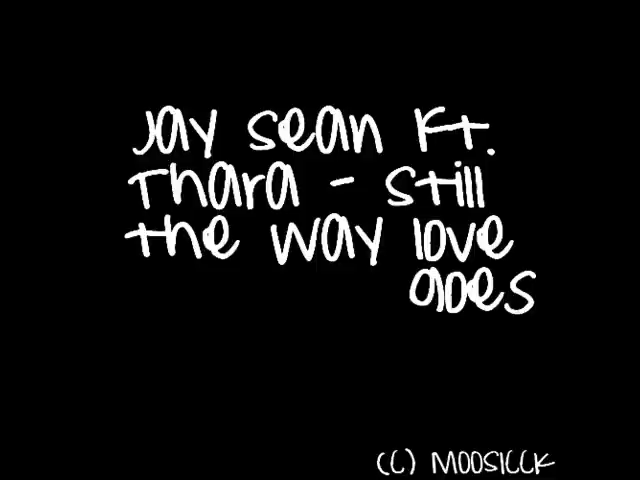 Jay Sean Ft.
Thara - Still
the way love
goes
(C) MOOSICCK